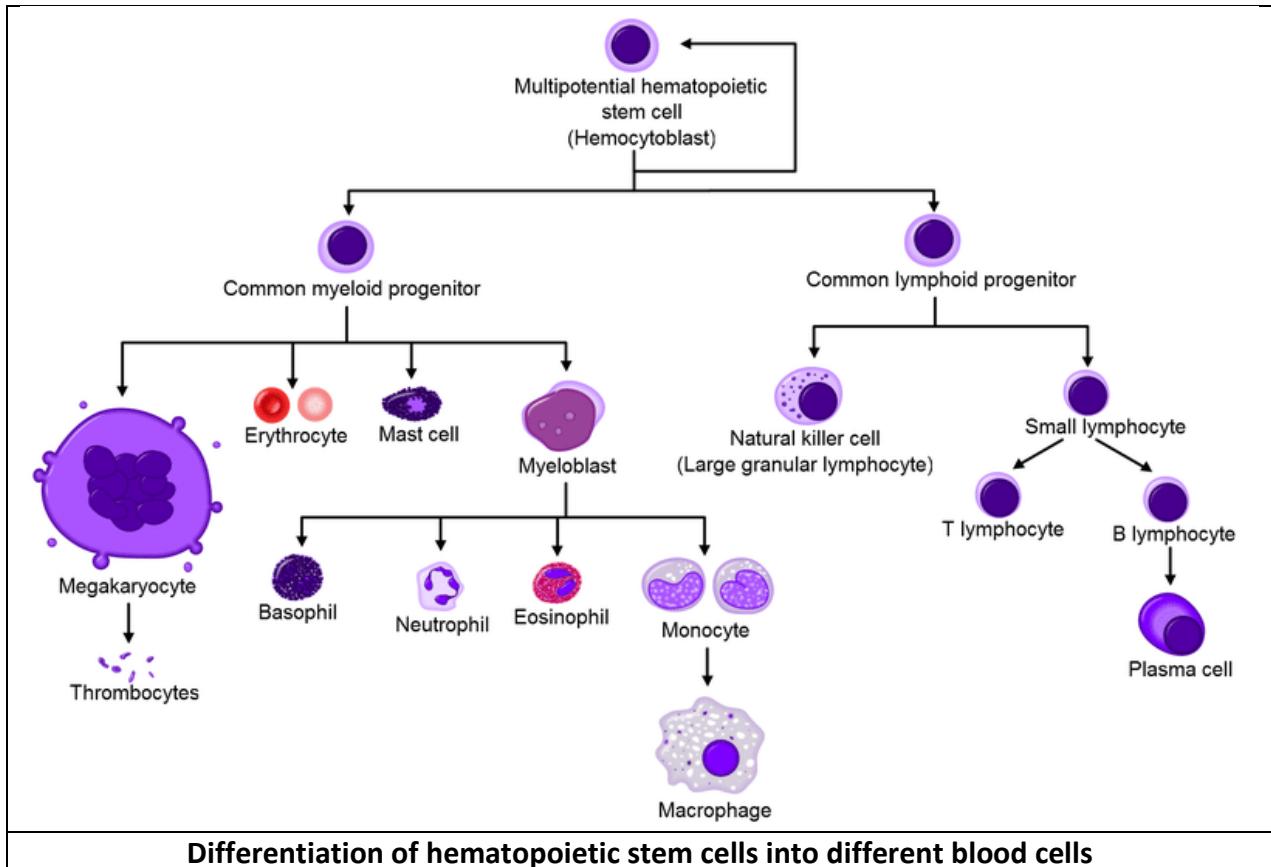 Multipotential hematopoietic
stem cell
(Hemocytoblast)
Common myeloid progenitor
Common lymphoid progenitor
Erythrocyte
Mast cell
Myeloblast
Natural killer cell
(Large granular lymphocyte)
Small lymphocyte
T lymphocyte
B lymphocyte
Megakaryocyte
Basophil
Neutrophil
Eosinophil
Monocyte
Plasma cell
Thrombocytes
Macrophage
Differentiation of hematopoietic stem cells into different blood cells